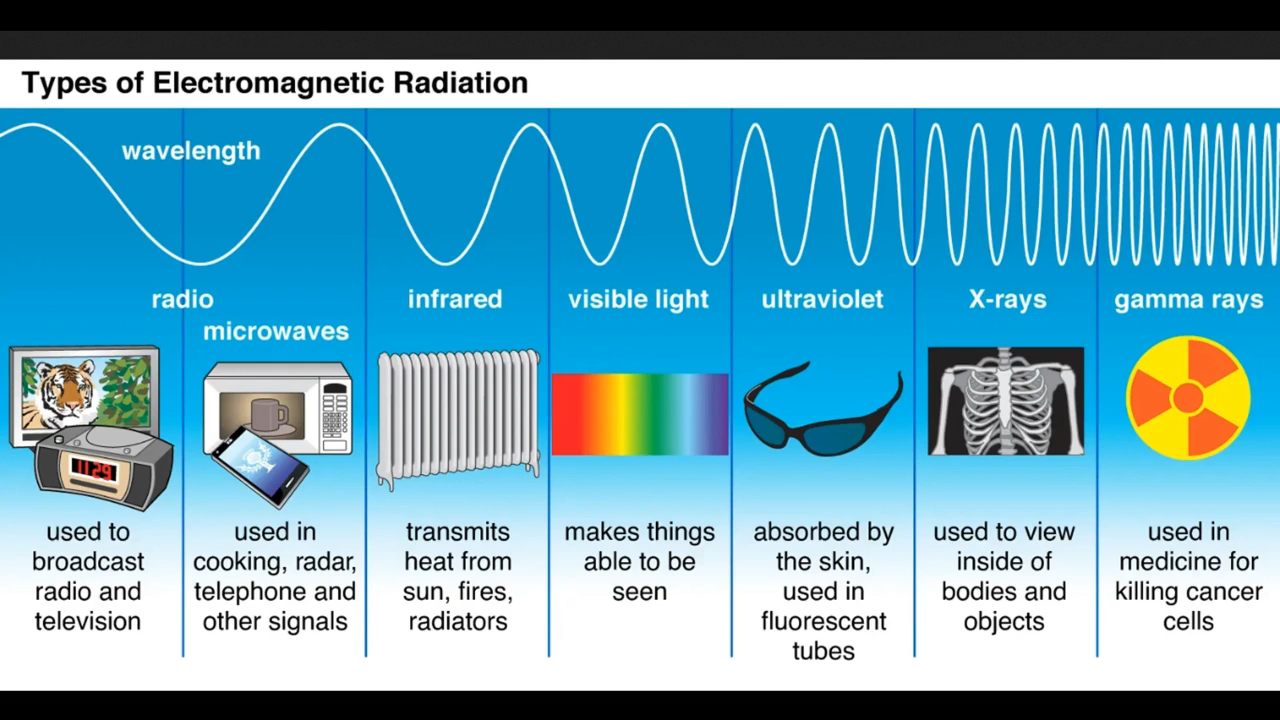 Types of Electromagnetic Radiation
wavelength
radio
microwaves
infrared
visible light
ultraviolet
X-rays
gamma rays
11:29
used to
broadcast
radio and
television
used in
cooking, radar,
telephone and
other signals
transmits
heat from
sun, fires,
radiators
makes things
able to be
seen
absorbed by
the skin,
used in
fluorescent
tubes
used to view
inside of
bodies and
objects
used in
medicine for
killing cancer
cells